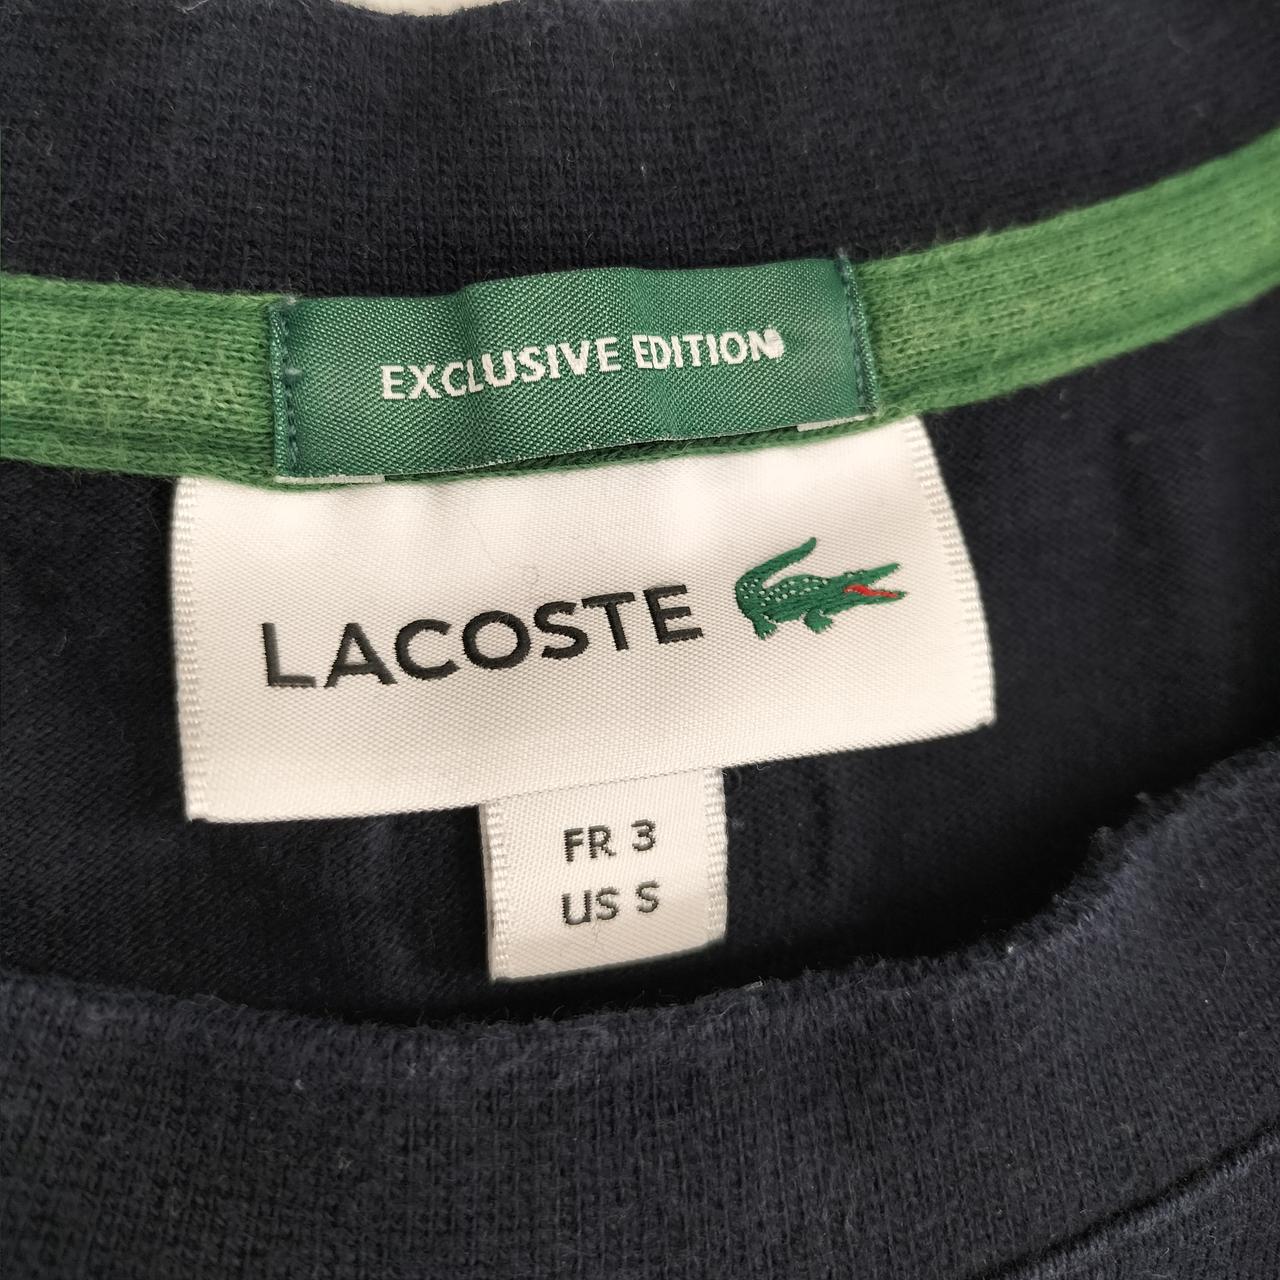 EXCLUSIVE EDITION
LACOSTE
FR 3
US S